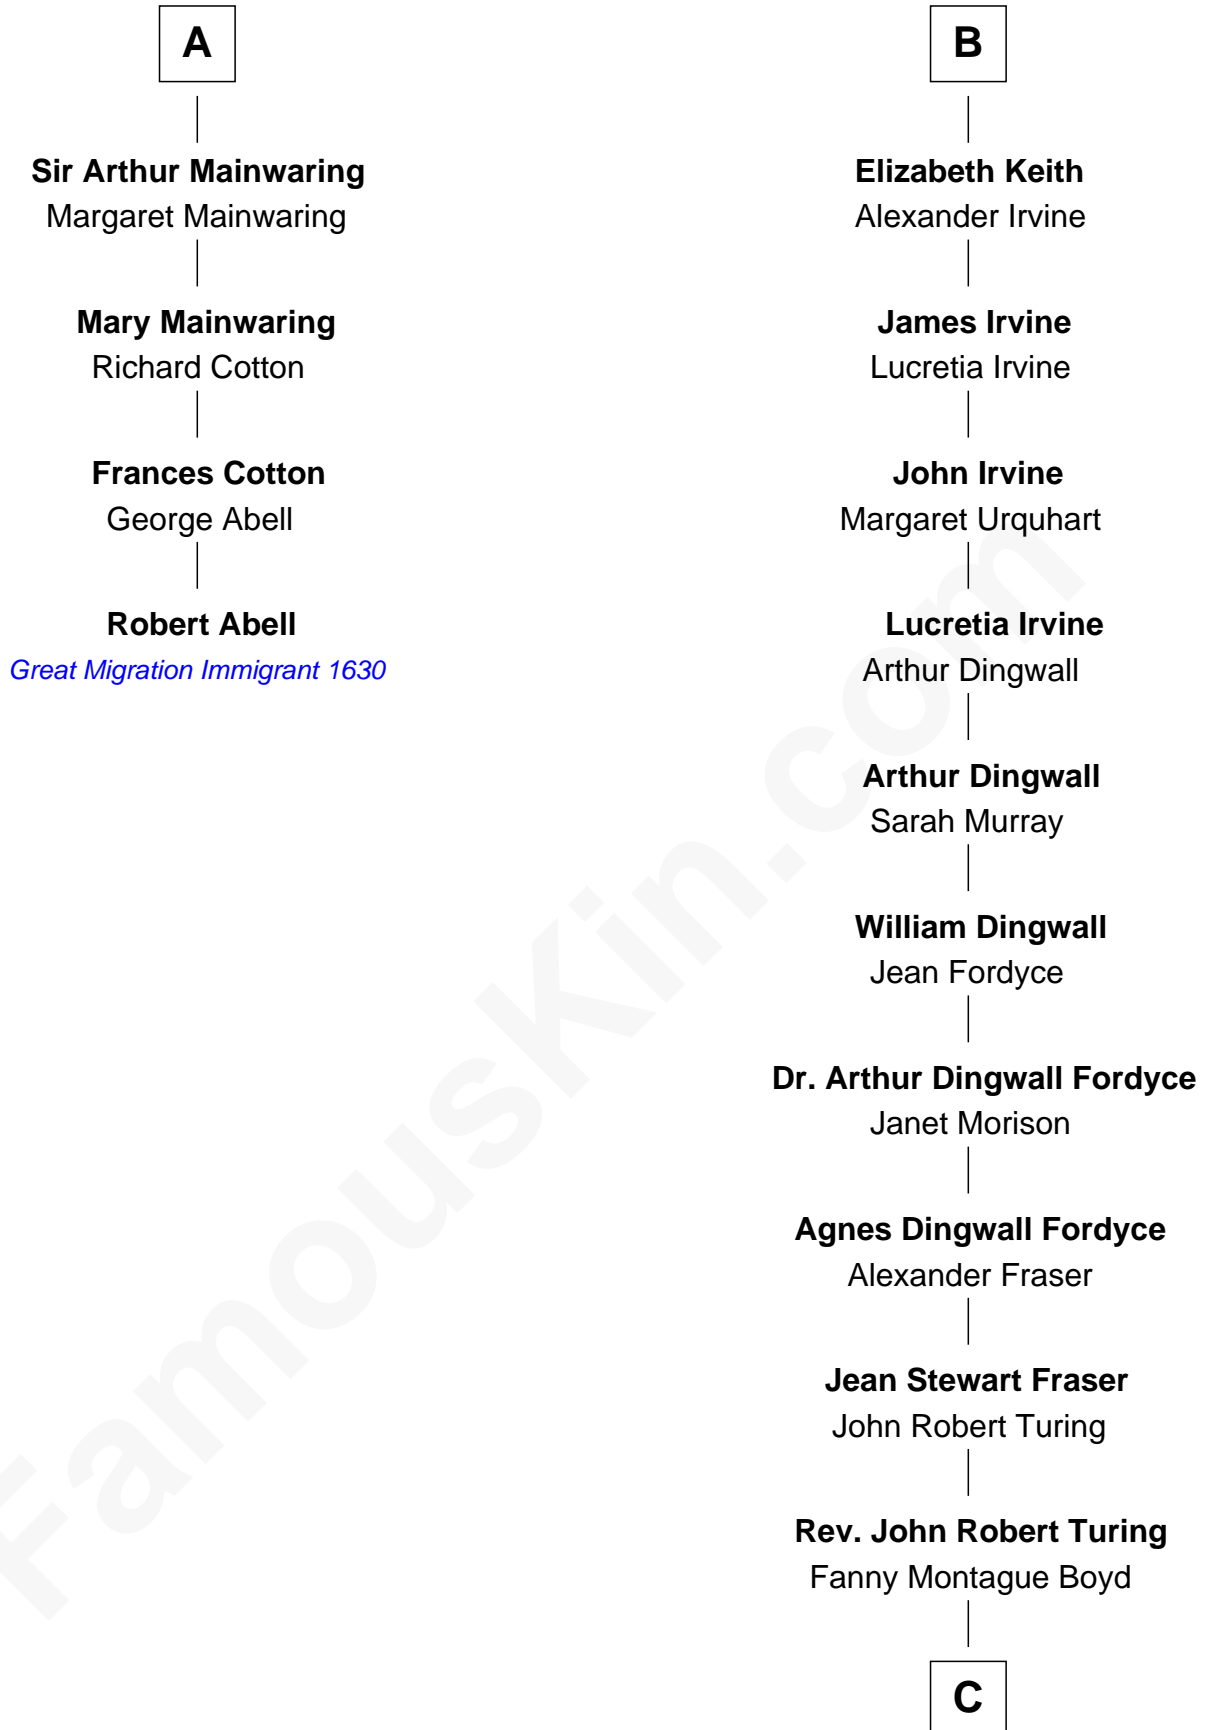 A
Sir Arthur Mainwaring
Margaret Mainwaring
Mary Mainwaring
Richard Cotton
Frances Cotton
George Abell
Robert Abell
Great Migration Immigrant 1630
B
Elizabeth Keith
Alexander Irvine
James Irvine
Lucretia Irvine
John Irvine
Margaret Urquhart
Lucretia Irvine
Arthur Dingwall
Arthur Dingwall
Sarah Murray
William Dingwall
Jean Fordyce
Dr. Arthur Dingwall Fordyce
Janet Morison
Agnes Dingwall Fordyce
Alexander Fraser
Jean Stewart Fraser
John Robert Turing
Rev. John Robert Turing
Fanny Montague Boyd
C
FamousKin.com